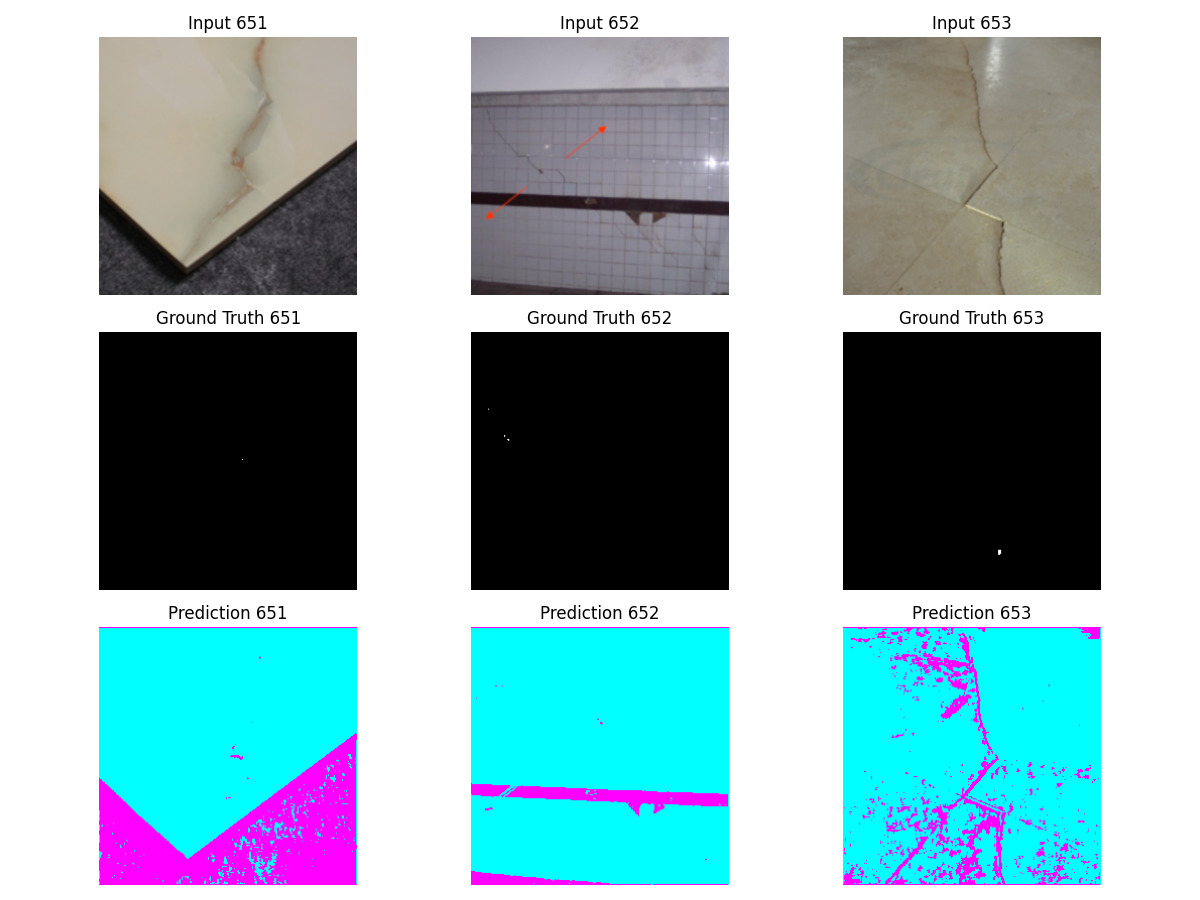 Input 651
Input 652
Input 653
Ground Truth 651
Ground Truth 652
Ground Truth 653
Prediction 651
Prediction 652
Prediction 653